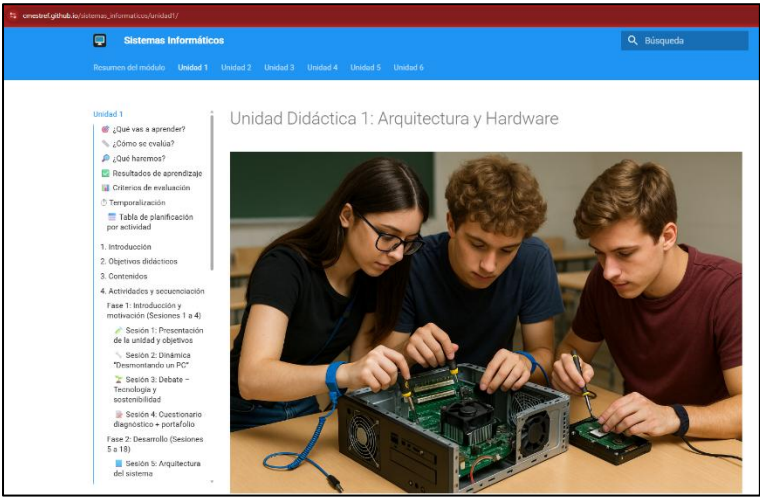 cmestref.github.io/sistemas_informaticos/unidad1/
Sistemas Informáticos
Búsqueda
Resumen del módulo Unidad 1 Unidad 2 Unidad 3 Unidad 4 Unidad 5 Unidad 6
Unidad 1
¿Qué vas a aprender?
¿Cómo se evalúa?
¿Qué haremos?
Resultados de aprendizaje
Criterios de evaluación
Temporalización
Tabla de planificación
por actividad
1. Introducción
2. Objetivos didácticos
3. Contenidos
4. Actividades y secuenciación
Fase 1: Introducción y
motivación (Sesiones 1 a 4)
Sesión 1: Presentación
de la unidad y objetivos
Sesión 2: Dinámica
"Desmontando un PC"
Sesión 3: Debate –
Tecnología y
sostenibilidad
Sesión 4: Cuestionario
diagnóstico + portafolio
Fase 2: Desarrollo (Sesiones
5 a 18)
Sesión 5: Arquitectura
del sistema
Unidad Didáctica 1: Arquitectura y Hardware